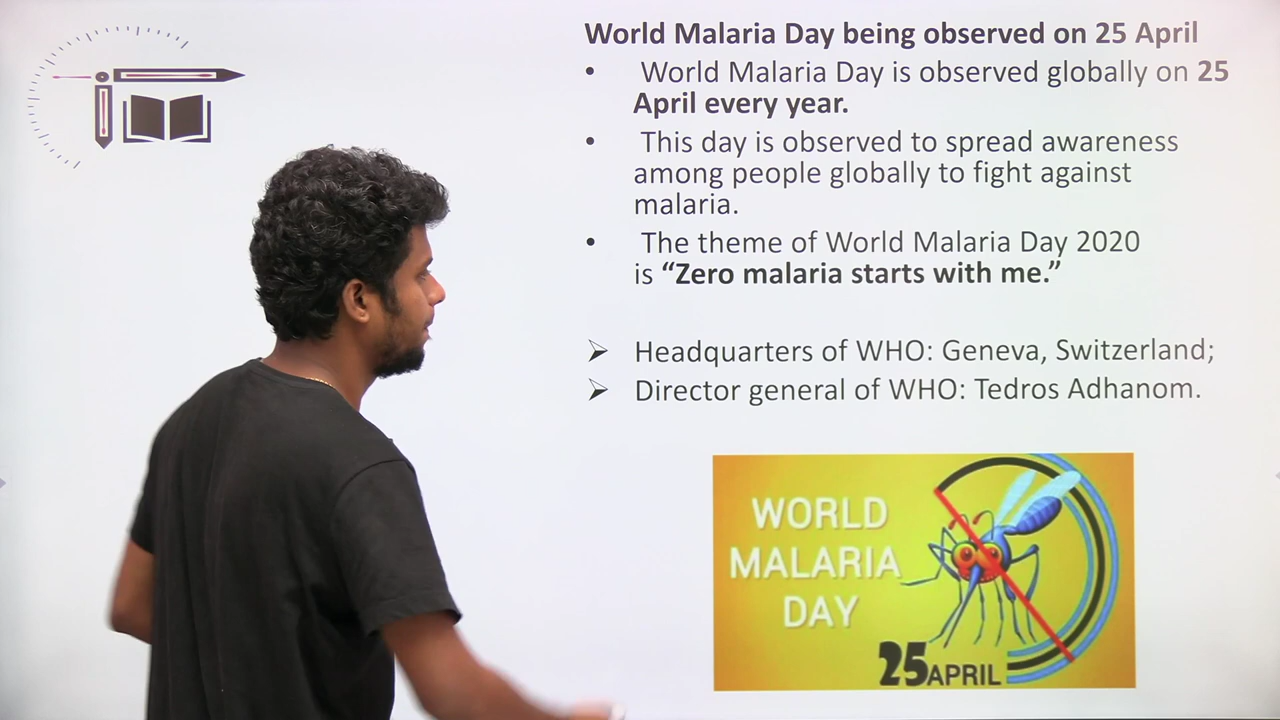 World Malaria Day being observed on 25 April
• World Malaria Day is observed globally on 25
April every year.
• This day is observed to spread awareness
among people globally to fight against
malaria.
• The theme of World Malaria Day 2020
is “Zero malaria starts with me.”
➢ Headquarters of WHO: Geneva, Switzerland;
➢ Director general of WHO: Tedros Adhanom.
WORLD
MALARIA
DAY
25 APRIL